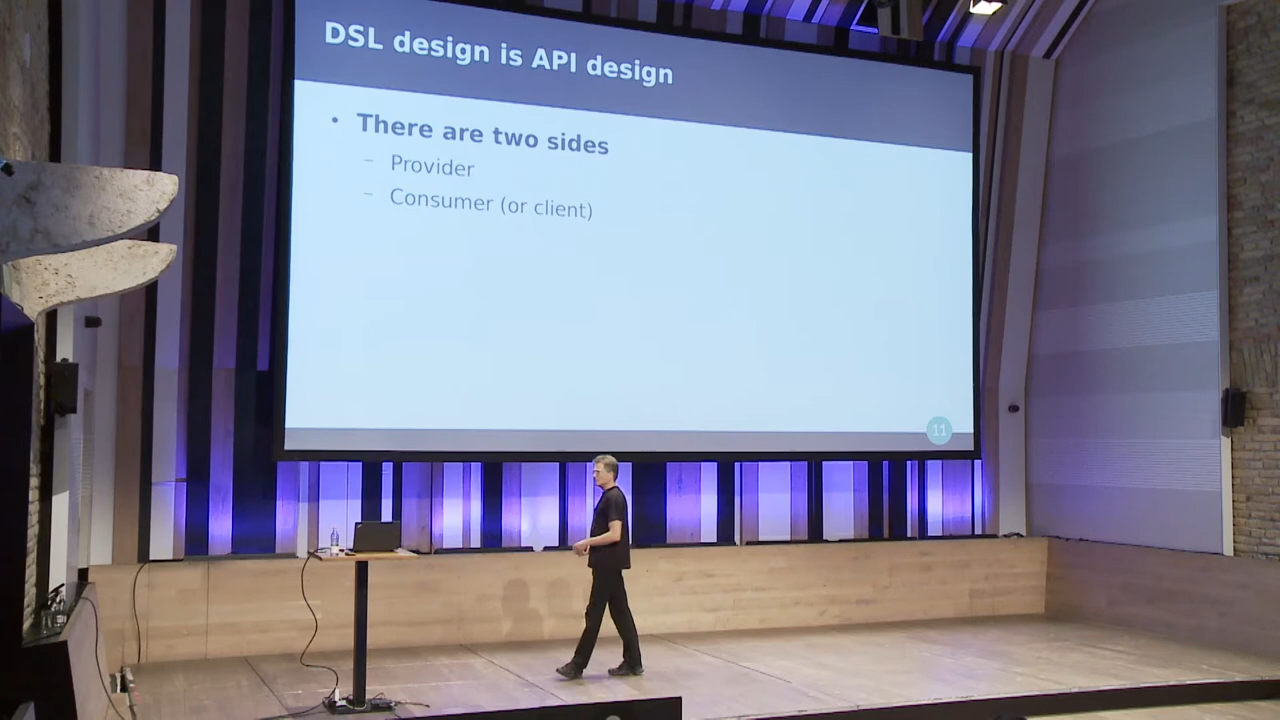 DSL design is API design
• There are two sides
– Provider
– Consumer (or client)
11